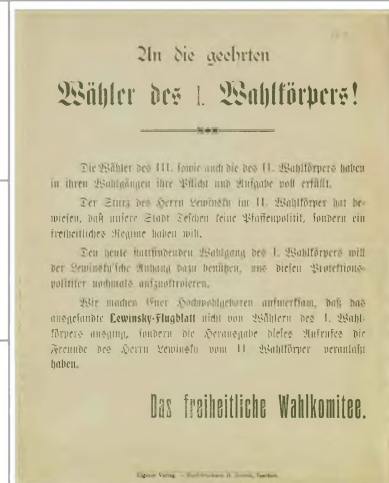 An die geehrten
Wähler des I. Wahlkörpers!
Die Wähler des III. sowie auch die des II. Wahlkörpers haben
in ihren Wahlgängen ihre Pflicht und Aufgabe voll erfüllt.
Der Sturz des Herrn Lewinsky im II. Wahlkörper hat be-
wiesen, daß unsere Stadt Teschen keine Pfaffenpolitik, sondern ein
freiheitliches Regime haben will.
Den heute stattfindenden Wahlgang des I. Wahlkörpers will
der Lewinsky'sche Anhang dazu benützen, uns diesen Protektions-
politiker nochmals aufzuoktroieren.
Wir machen Euer Hochwohlgeboren aufmerksam, daß das
ausgesandte Lewinsky-Flugblatt nicht von Wählern des I. Wahl-
körpers ausging, sondern die Herausgabe dieses Aufrufes die
Freunde des Herrn Lewinsky vom II. Wahlkörper veranlaßt
haben.
Das freiheitliche Wahlkomitee.
Eigener Verlag. — Teschen.